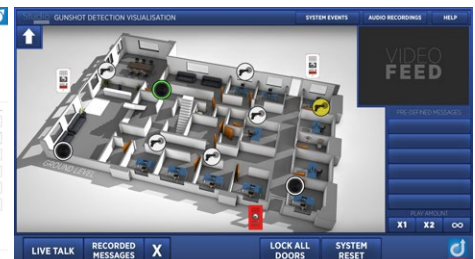 Studio GUNSHOT DETECTION VISUALISATION
SYSTEM EVENTS
AUDIO RECORDINGS
HELP
VIDEO
FEED
PRE-DEFINED MESSAGES
GROUND LEVEL
PLAY AMOUNT
X1 X2 ∞
LIVE TALK
RECORDED
MESSAGES
X
LOCK ALL
DOORS
SYSTEM
RESET